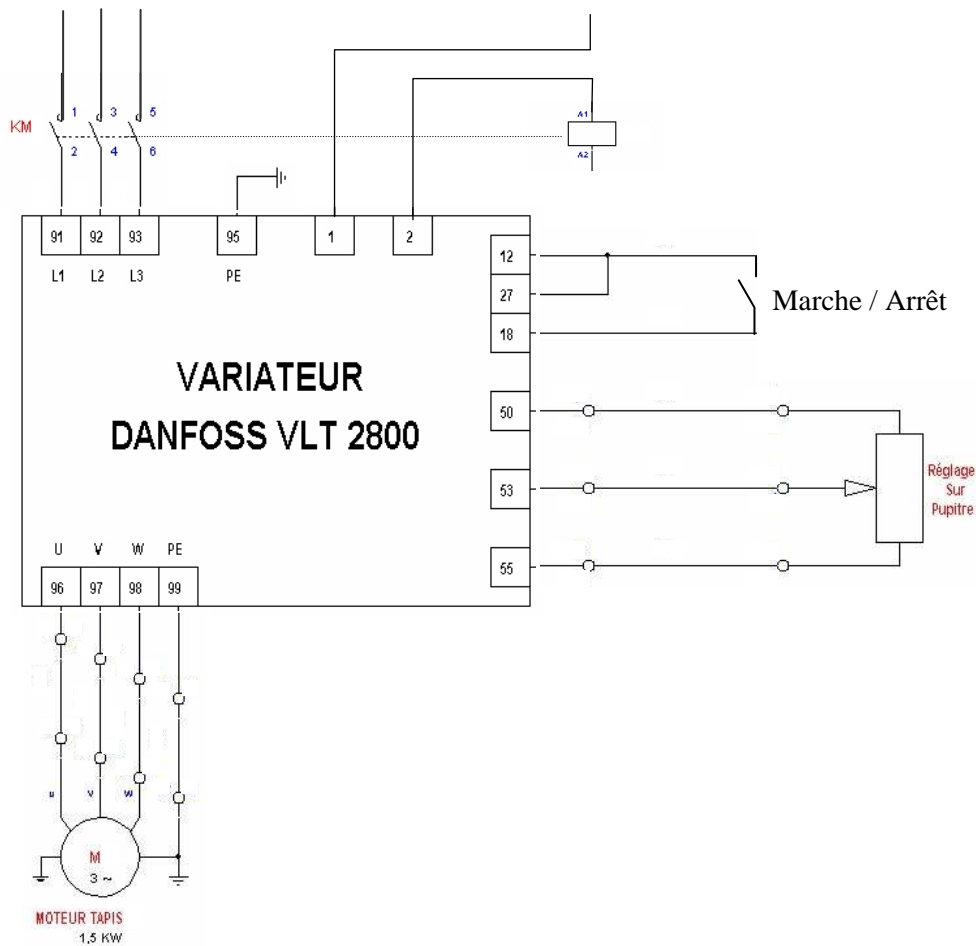 1 3 5
KM
2 4 6
A1
A2
91 92 93 95 1 2
L1 L2 L3 PE
12
27
18
Marche / Arrêt
VARIATEUR
DANFOSS VLT 2800
50
53
55
Réglage
Sur
Pupitre
U V W PE
96 97 98 99
u v w
M
3 ~
MOTEUR TAPIS
1,5 KW